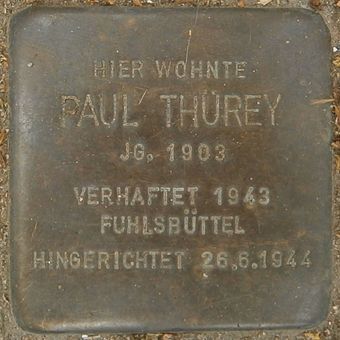 HIER WOHNTE
PAUL THÜREY
JG. 1903
VERHAFTET 1943
FUHLSBÜTTEL
HINGERICHTET 26.6.1944